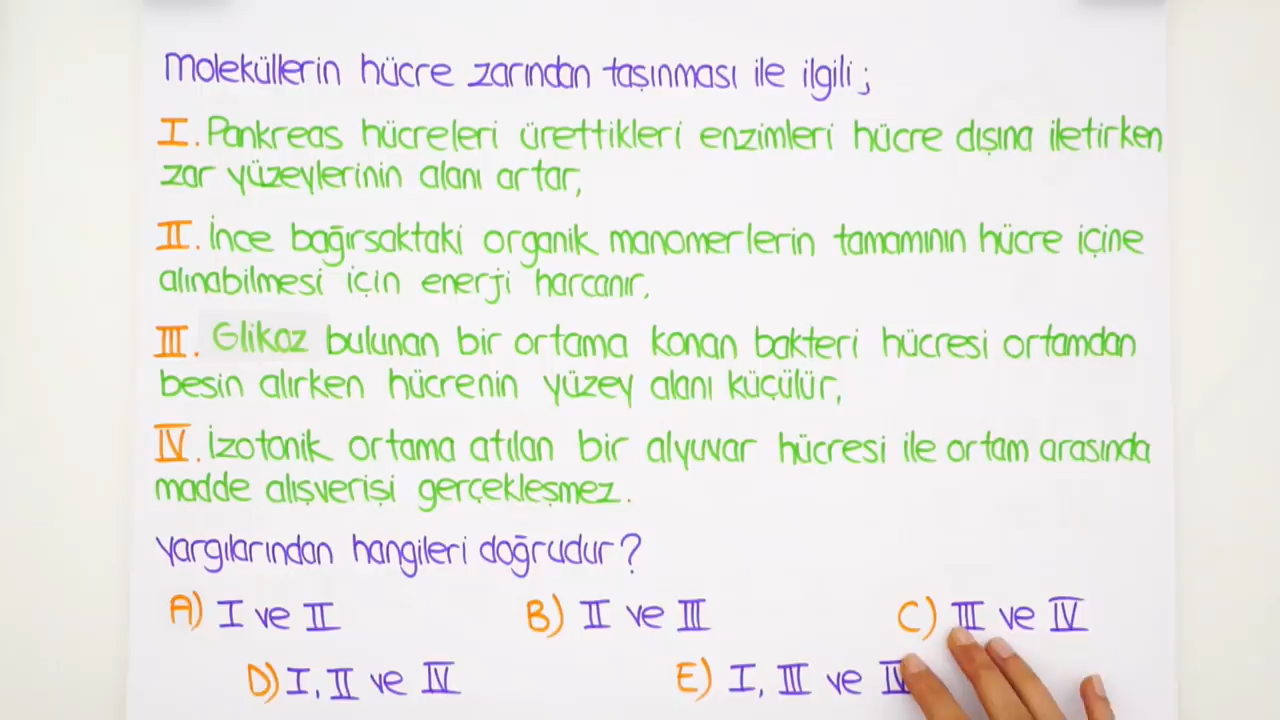 Moleküllerin hücre zarından taşınması ile ilgili;
I. Pankreas hücreleri ürettikleri enzimleri hücre dışına iletirken
zar yüzeylerinin alanı artar,
II. İnce bağırsaktaki organik manomerlerin tamamının hücre içine
alınabilmesi için enerji harcanır,
III. Glikoz bulunan bir ortama konan bakteri hücresi ortamdan
besin alırken hücrenin yüzey alanı küçülür,
IV. İzotonik ortama atılan bir alyuvar hücresi ile ortam arasında
madde alışverişi gerçekleşmez.
yargılarından hangileri doğrudur?
A) I ve II B) II ve III C) III ve IV
D) I, II ve IV E) I, III ve IV